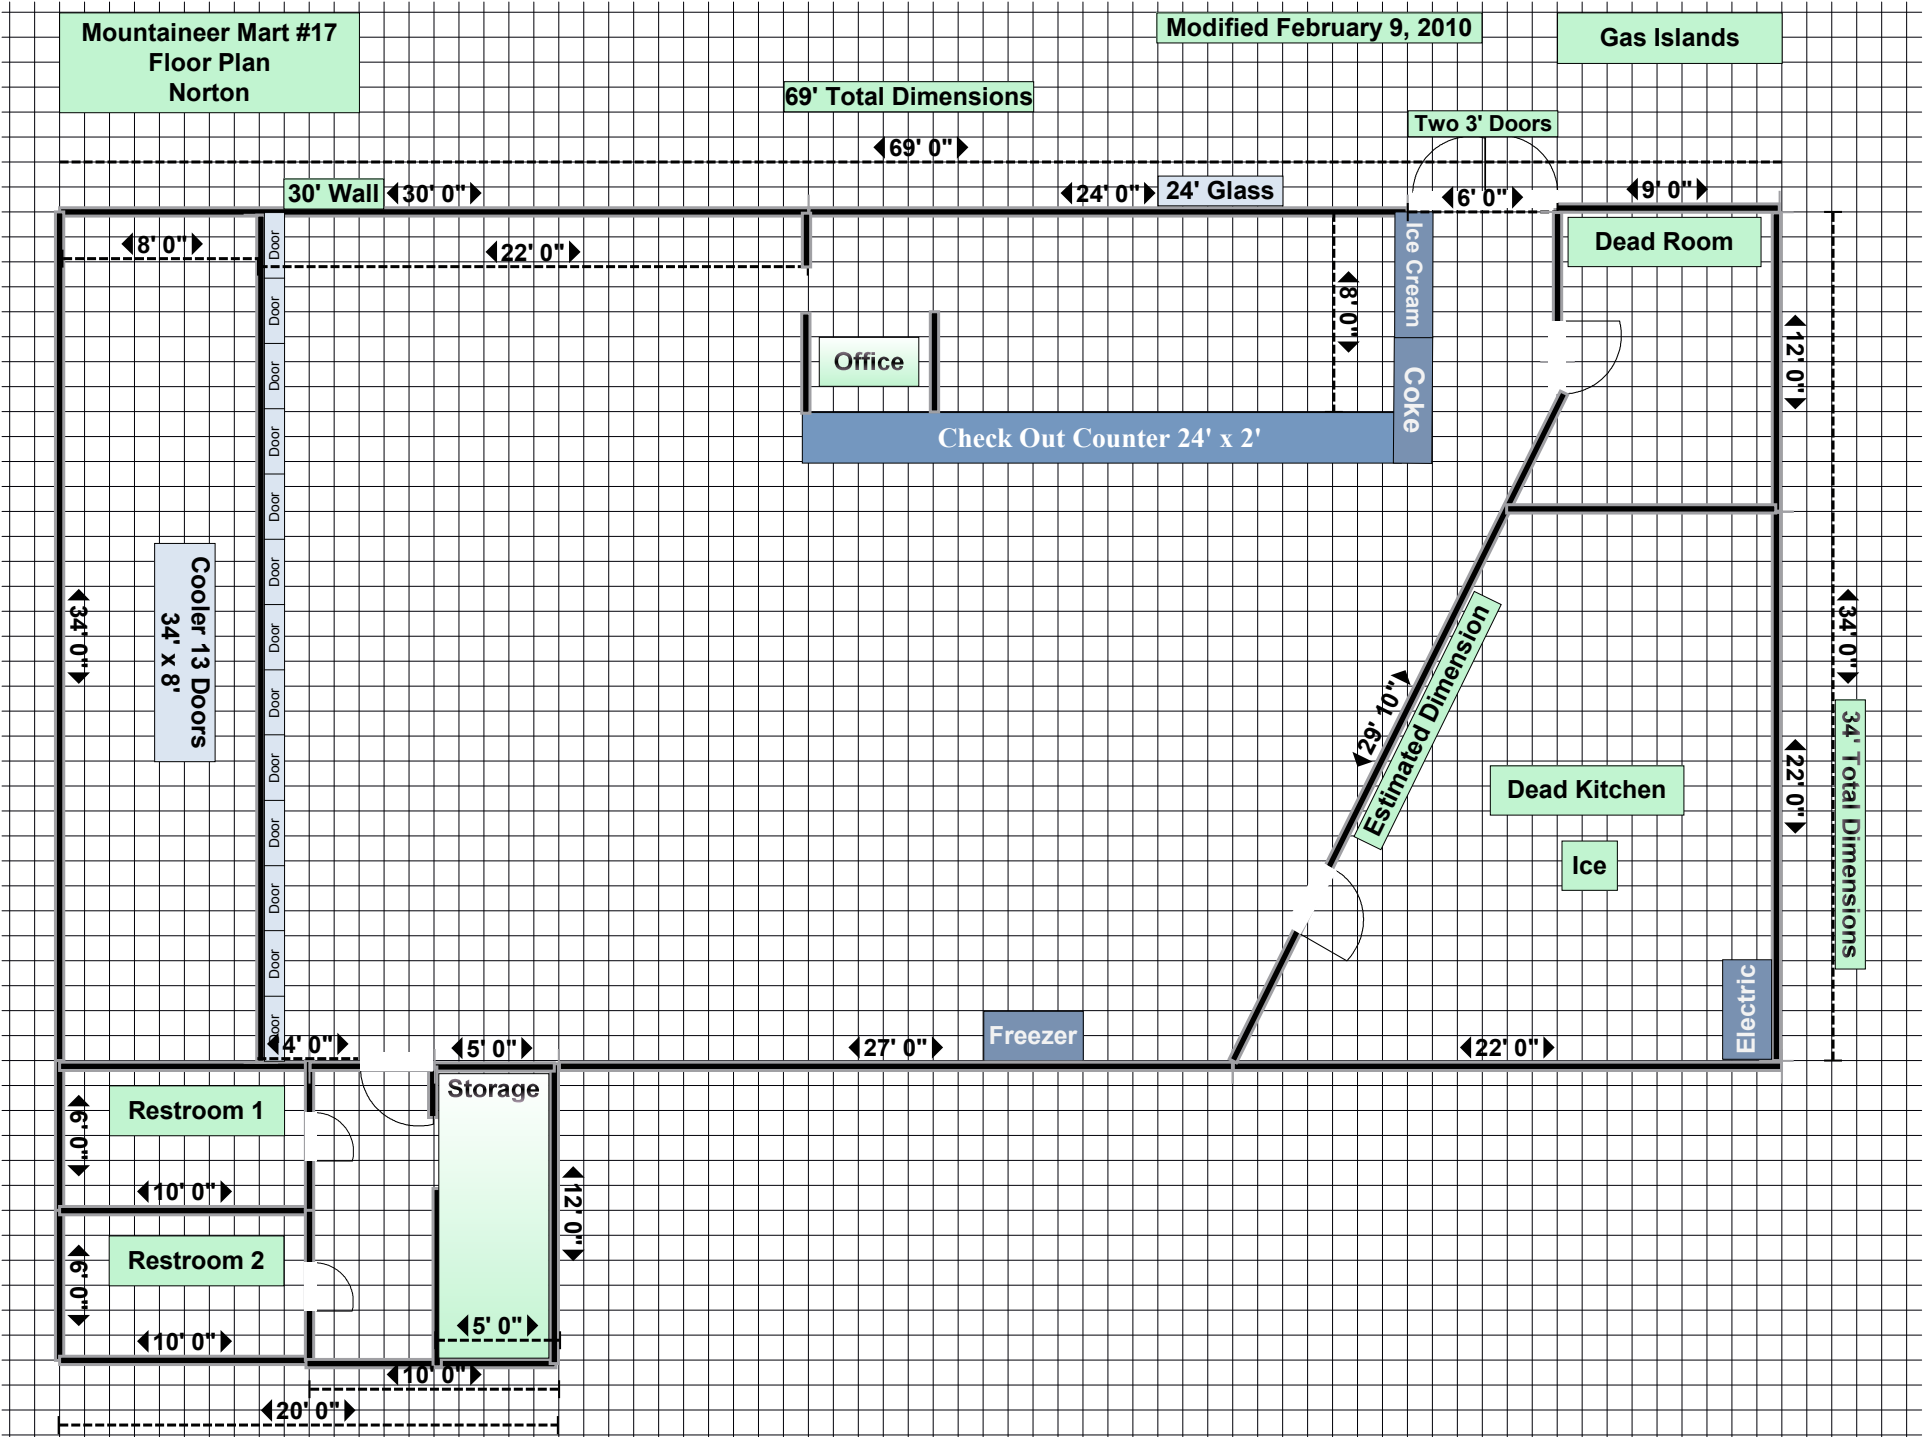 Mountaineer Mart #17
Floor Plan
Norton
Modified February 9, 2010
Gas Islands
69' Total Dimensions
Two 3' Doors
69' 0"
30' Wall
30' 0"
24' 0"
24' Glass
6' 0"
9' 0"
8' 0"
22' 0"
Door
Door
Door
Door
Door
Door
Door
Door
Door
Door
Door
Door
Door
Ice Cream
Coke
8' 0"
Dead Room
12' 0"
Office
Check Out Counter 24' x 2'
Cooler 13 Doors
34' x 8'
34' 0"
29' 10"
Estimated Dimension
34' 0"
34' Total Dimensions
22' 0"
Dead Kitchen
Ice
Electric
Freezer
4' 0"
5' 0"
27' 0"
22' 0"
Storage
Restroom 1
6' 0"
10' 0"
12' 0"
Restroom 2
6' 0"
10' 0"
5' 0"
10' 0"
20' 0"